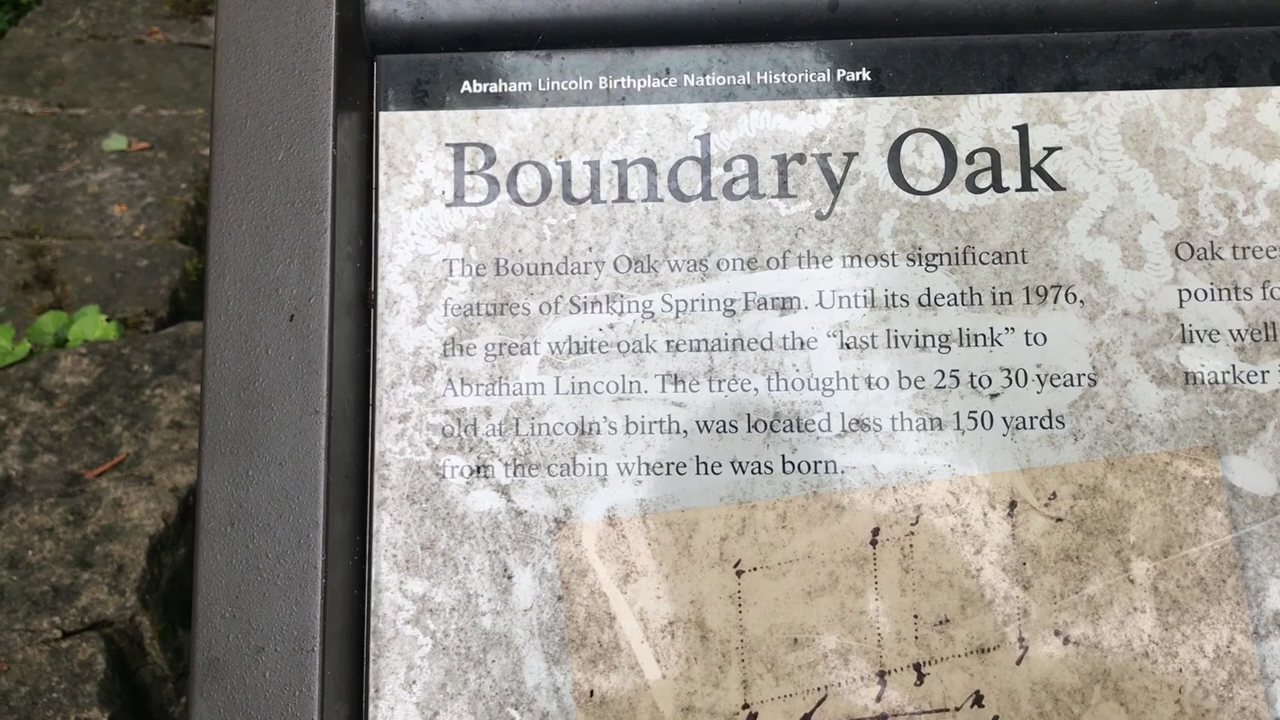 Abraham Lincoln Birthplace National Historical Park
Boundary Oak
The Boundary Oak was one of the most significant
features of Sinking Spring Farm. Until its death in 1976,
the great white oak remained the “last living link” to
Abraham Lincoln. The tree, thought to be 25 to 30 years
old at Lincoln’s birth, was located less than 150 yards
from the cabin where he was born.
Oak tree
points
live well
marker